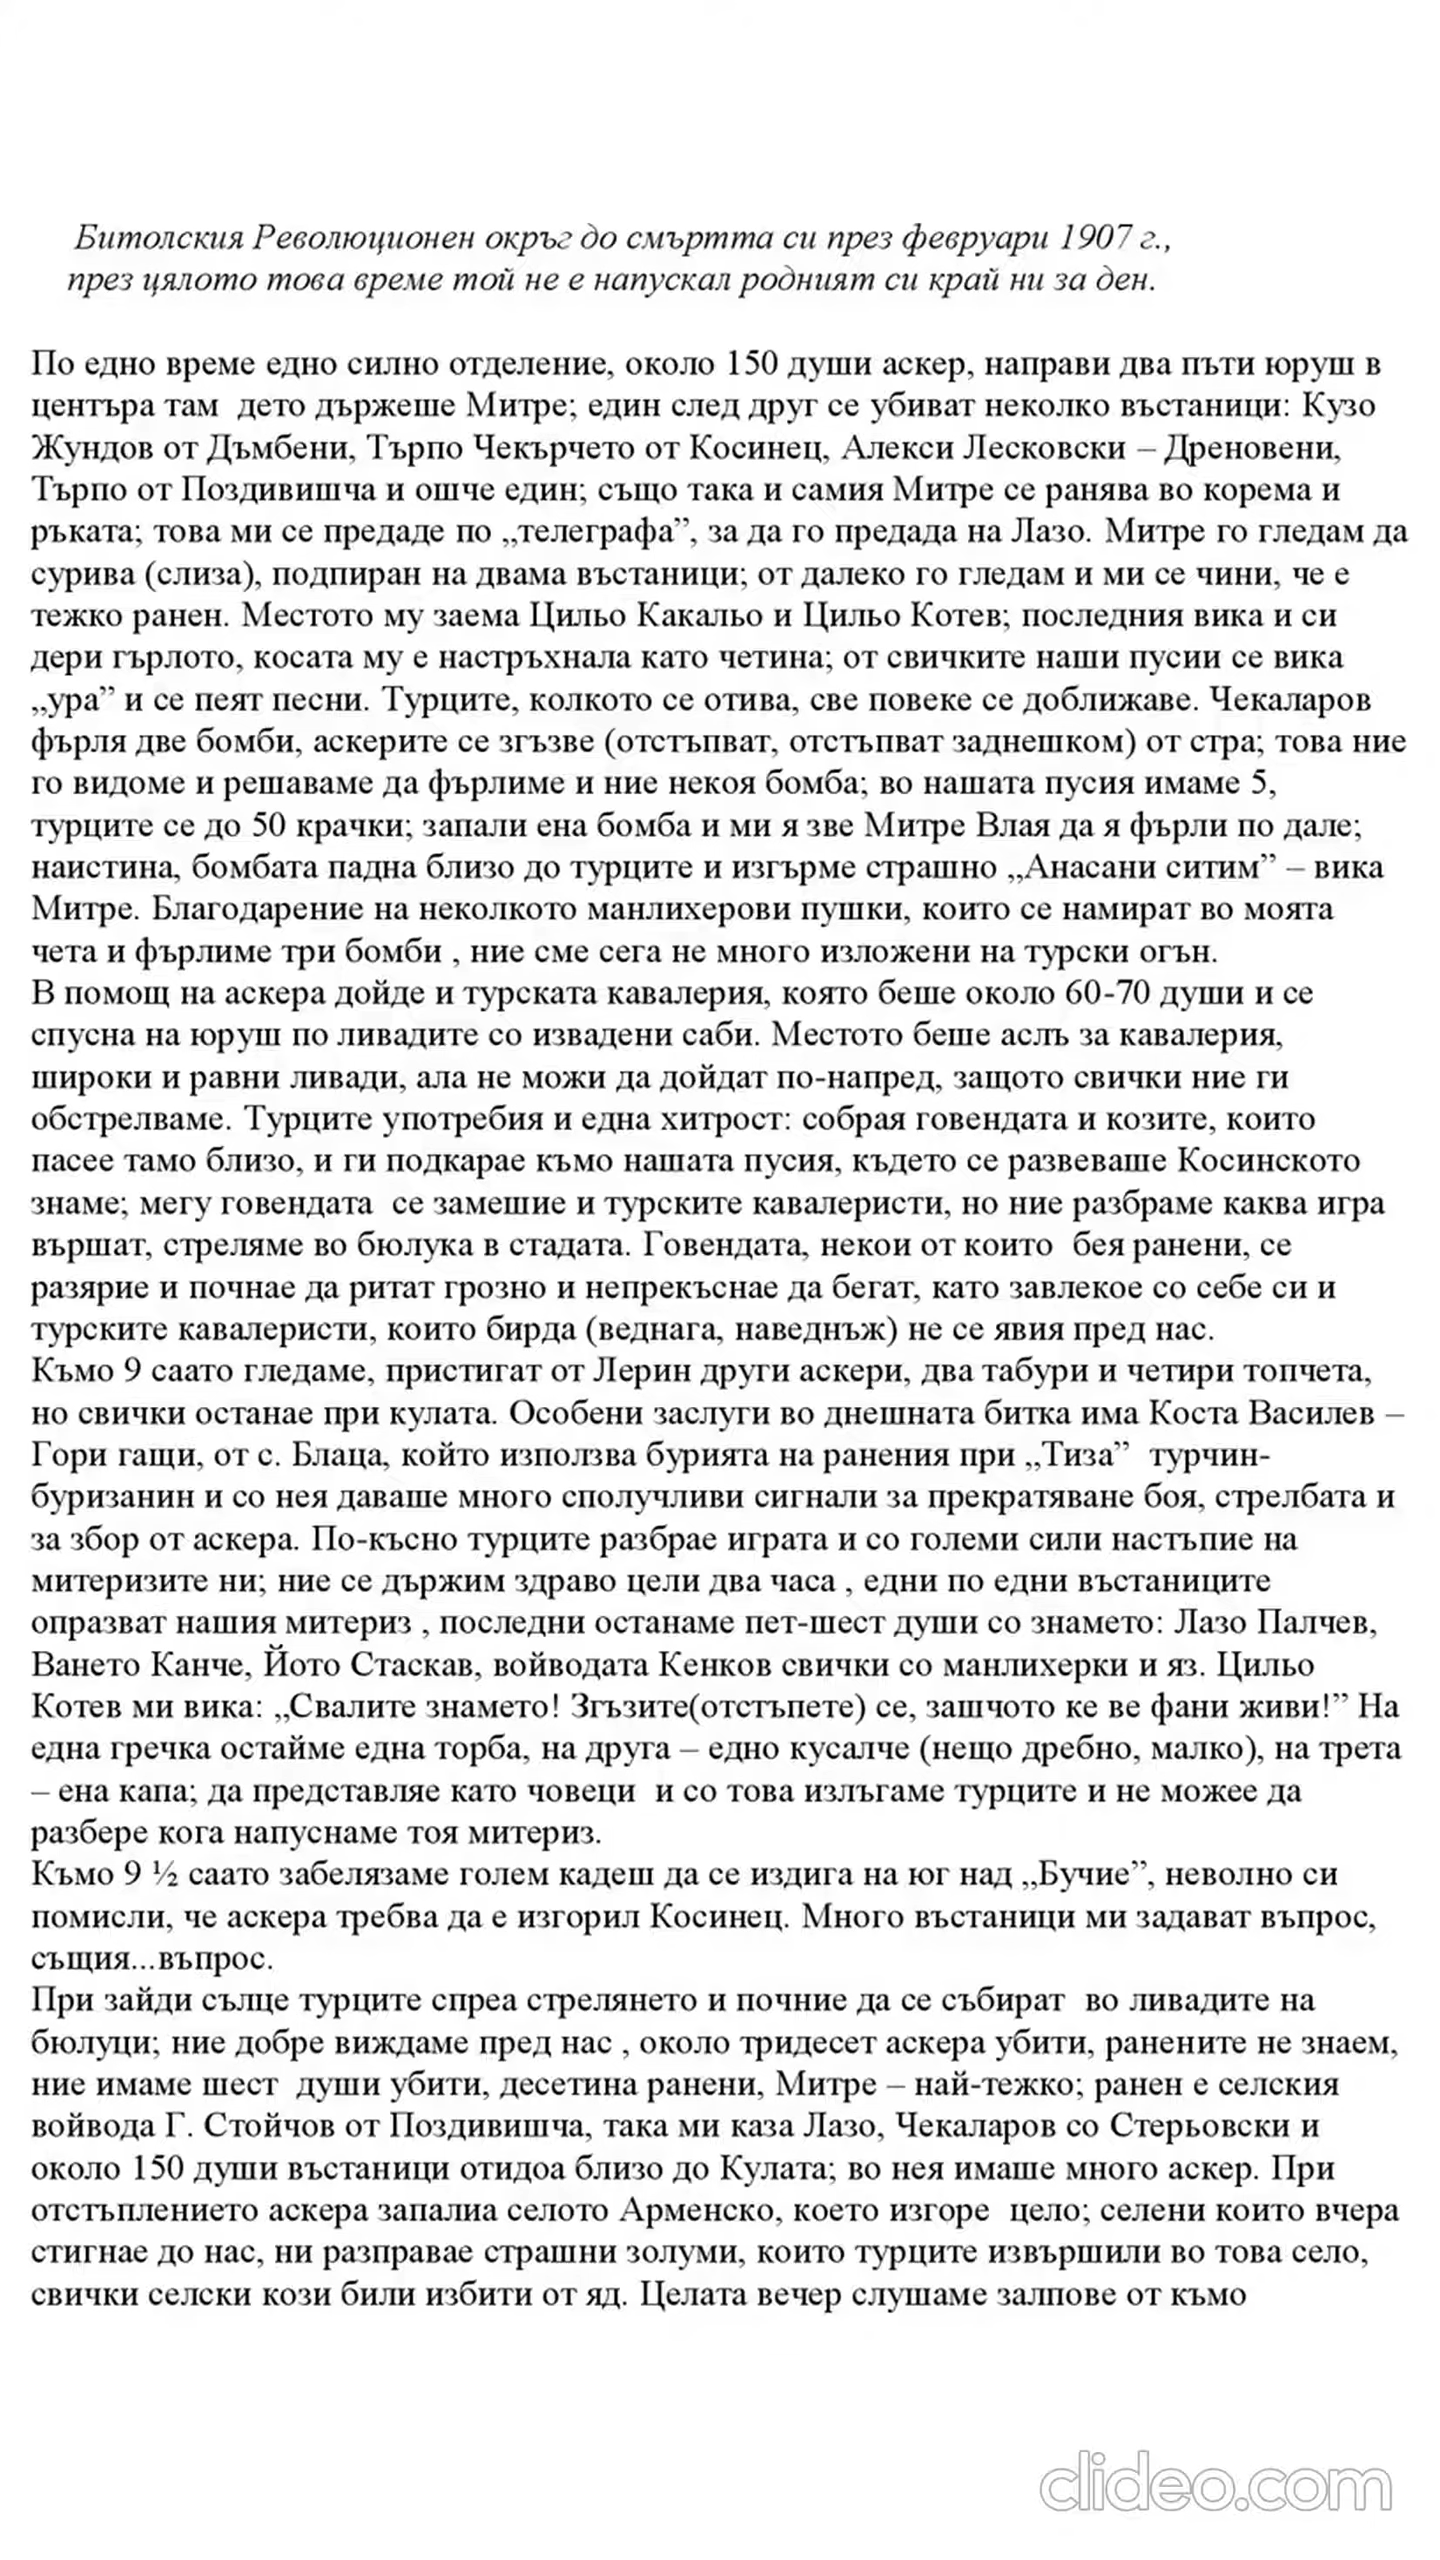 Битолския Революционен окръг до смъртта си през февруари 1907 г.,
през цялото това време той не е напускал родният си край ни за ден.
По едно време едно силно отделение, около 150 души аскер, направи два пъти юруш в
центъра там дето държеше Митре; един след друг се убиват неколко въстаници: Кузо
Жундов от Дъмбени, Търпо Чекърчето от Косинец, Алекси Лесковски – Дреновени,
Търпо от Поздивишча и ошче един; също така и самия Митре се ранява во корема и
ръката; това ми се предаде по „телеграфа”, за да го предада на Лазо. Митре го гледам да
сурива (слиза), подпиран на двама въстаници; от далеко го гледам и ми се чини, че е
тежко ранен. Местото му заема Цильо Какальо и Цильо Котев; последния вика и си
дери гърлото, косата му е настръхнала като четина; от свичките наши пусии се вика
„ура” и се пеят песни. Турците, колкото се отива, све повеке се доближаве. Чекаларов
фърля две бомби, аскерите се згъзве (отстъпват, отстъпват заднешком) от стра; това ние
го видоме и решаваме да фърлиме и ние некоя бомба; во нашата пусия имаме 5,
турците се до 50 крачки; запали ена бомба и ми я зве Митре Влая да я фърли по дале;
наистина, бомбата падна близо до турците и изгърме страшно „Анасани ситим” – вика
Митре. Благодарение на неколкото манлихерови пушки, които се намират во моята
чета и фърлиме три бомби , ние сме сега не много изложени на турски огън.
В помощ на аскера дойде и турската кавалерия, която беше около 60-70 души и се
спусна на юруш по ливадите со извадени саби. Местото беше аслъ за кавалерия,
широки и равни ливади, ала не можи да дойдат по-напред, защото свички ние ги
обстрелваме. Турците употребия и една хитрост: собрая говендата и козите, които
пасее тамо близо, и ги подкарае към​о нашата пусия, където се развеваше Косинското
знаме; мегу говендата  се замешие и турските кавалеристи, но ние разбраме каква игра
вършат, стреляме во бюлука в стадата. Говендата, некои от които  бея ранени, се
разярие и почнае да ритат грозно и непрекъснае да бегат, като завлекое со себе си и
турските кавалеристи, които бирда (веднага, наведнъж) не се явия пред нас.
Къмо 9 саато гледаме, пристигат от Лерин други аскери, два табури и четири топчета,
но свички останае при кулата. Особени заслуги во днешната битка има Коста Василев –
Гори гащи, от с. Блаца, който използва бурията на ранения при „Тиза”  турчин-
буризанин и со нея даваше много сполучливи сигнали за прекратяване боя, стрелбата и
за збор от аскера. По-късно турците разбрае играта и со големи сили настъпие на
митеризите ни; ние се държим здраво цели два часа , едни по едни въстаниците
опразват нашия митериз , последни останаме пет-шест души со знамето: Лазо Палчев,
Ването Канче, Йото Стаскав, войводата Кенков свички со манлихерки и яз. Цильо
Котев ми вика: „Свалите знамето! Згъзите(отстъпете) се, зашчото ке ве фани живи!” На
една гречка остайме една торба, на друга – едно кусалче (нещо дребно, малко), на трета
– ена капа; да представляе като човеци  и со това излъгаме турците и не можее да
разбере кога напуснаме тоя митериз.
Къмо 9 ½ саато забелязаме голем кадеш да се издига на юг над „Бучие”, неволно си
помисли, че аскера требва да е изгорил Косинец. Много въстаници ми задават въпрос,
същия...въпрос.
При зайди сълце турците спреа стрелянето и почние да се събират  во ливадите на
бюлуци; ние добре виждаме пред нас , около тридесет аскера убити, ранените не знаем,
ние имаме шест  души убити, десетина ранени, Митре – най-тежко; ранен е селския
войвода Г. Стойчов от Поздивишча, така ми каза Лазо, Чекаларов со Стерьовски и
около 150 души въстаници отидоа близо до Кулата; во нея имаше много аскер. При
отстъплението аскера запалиа селото Арменско, което изгоре  цело; селени които вчера
стигнае до нас, ни разправае страшни золуми, които турците извършили во това село,
свички селски кози били избити от яд. Целата вечер слушаме залпове от къмо
clideo.com